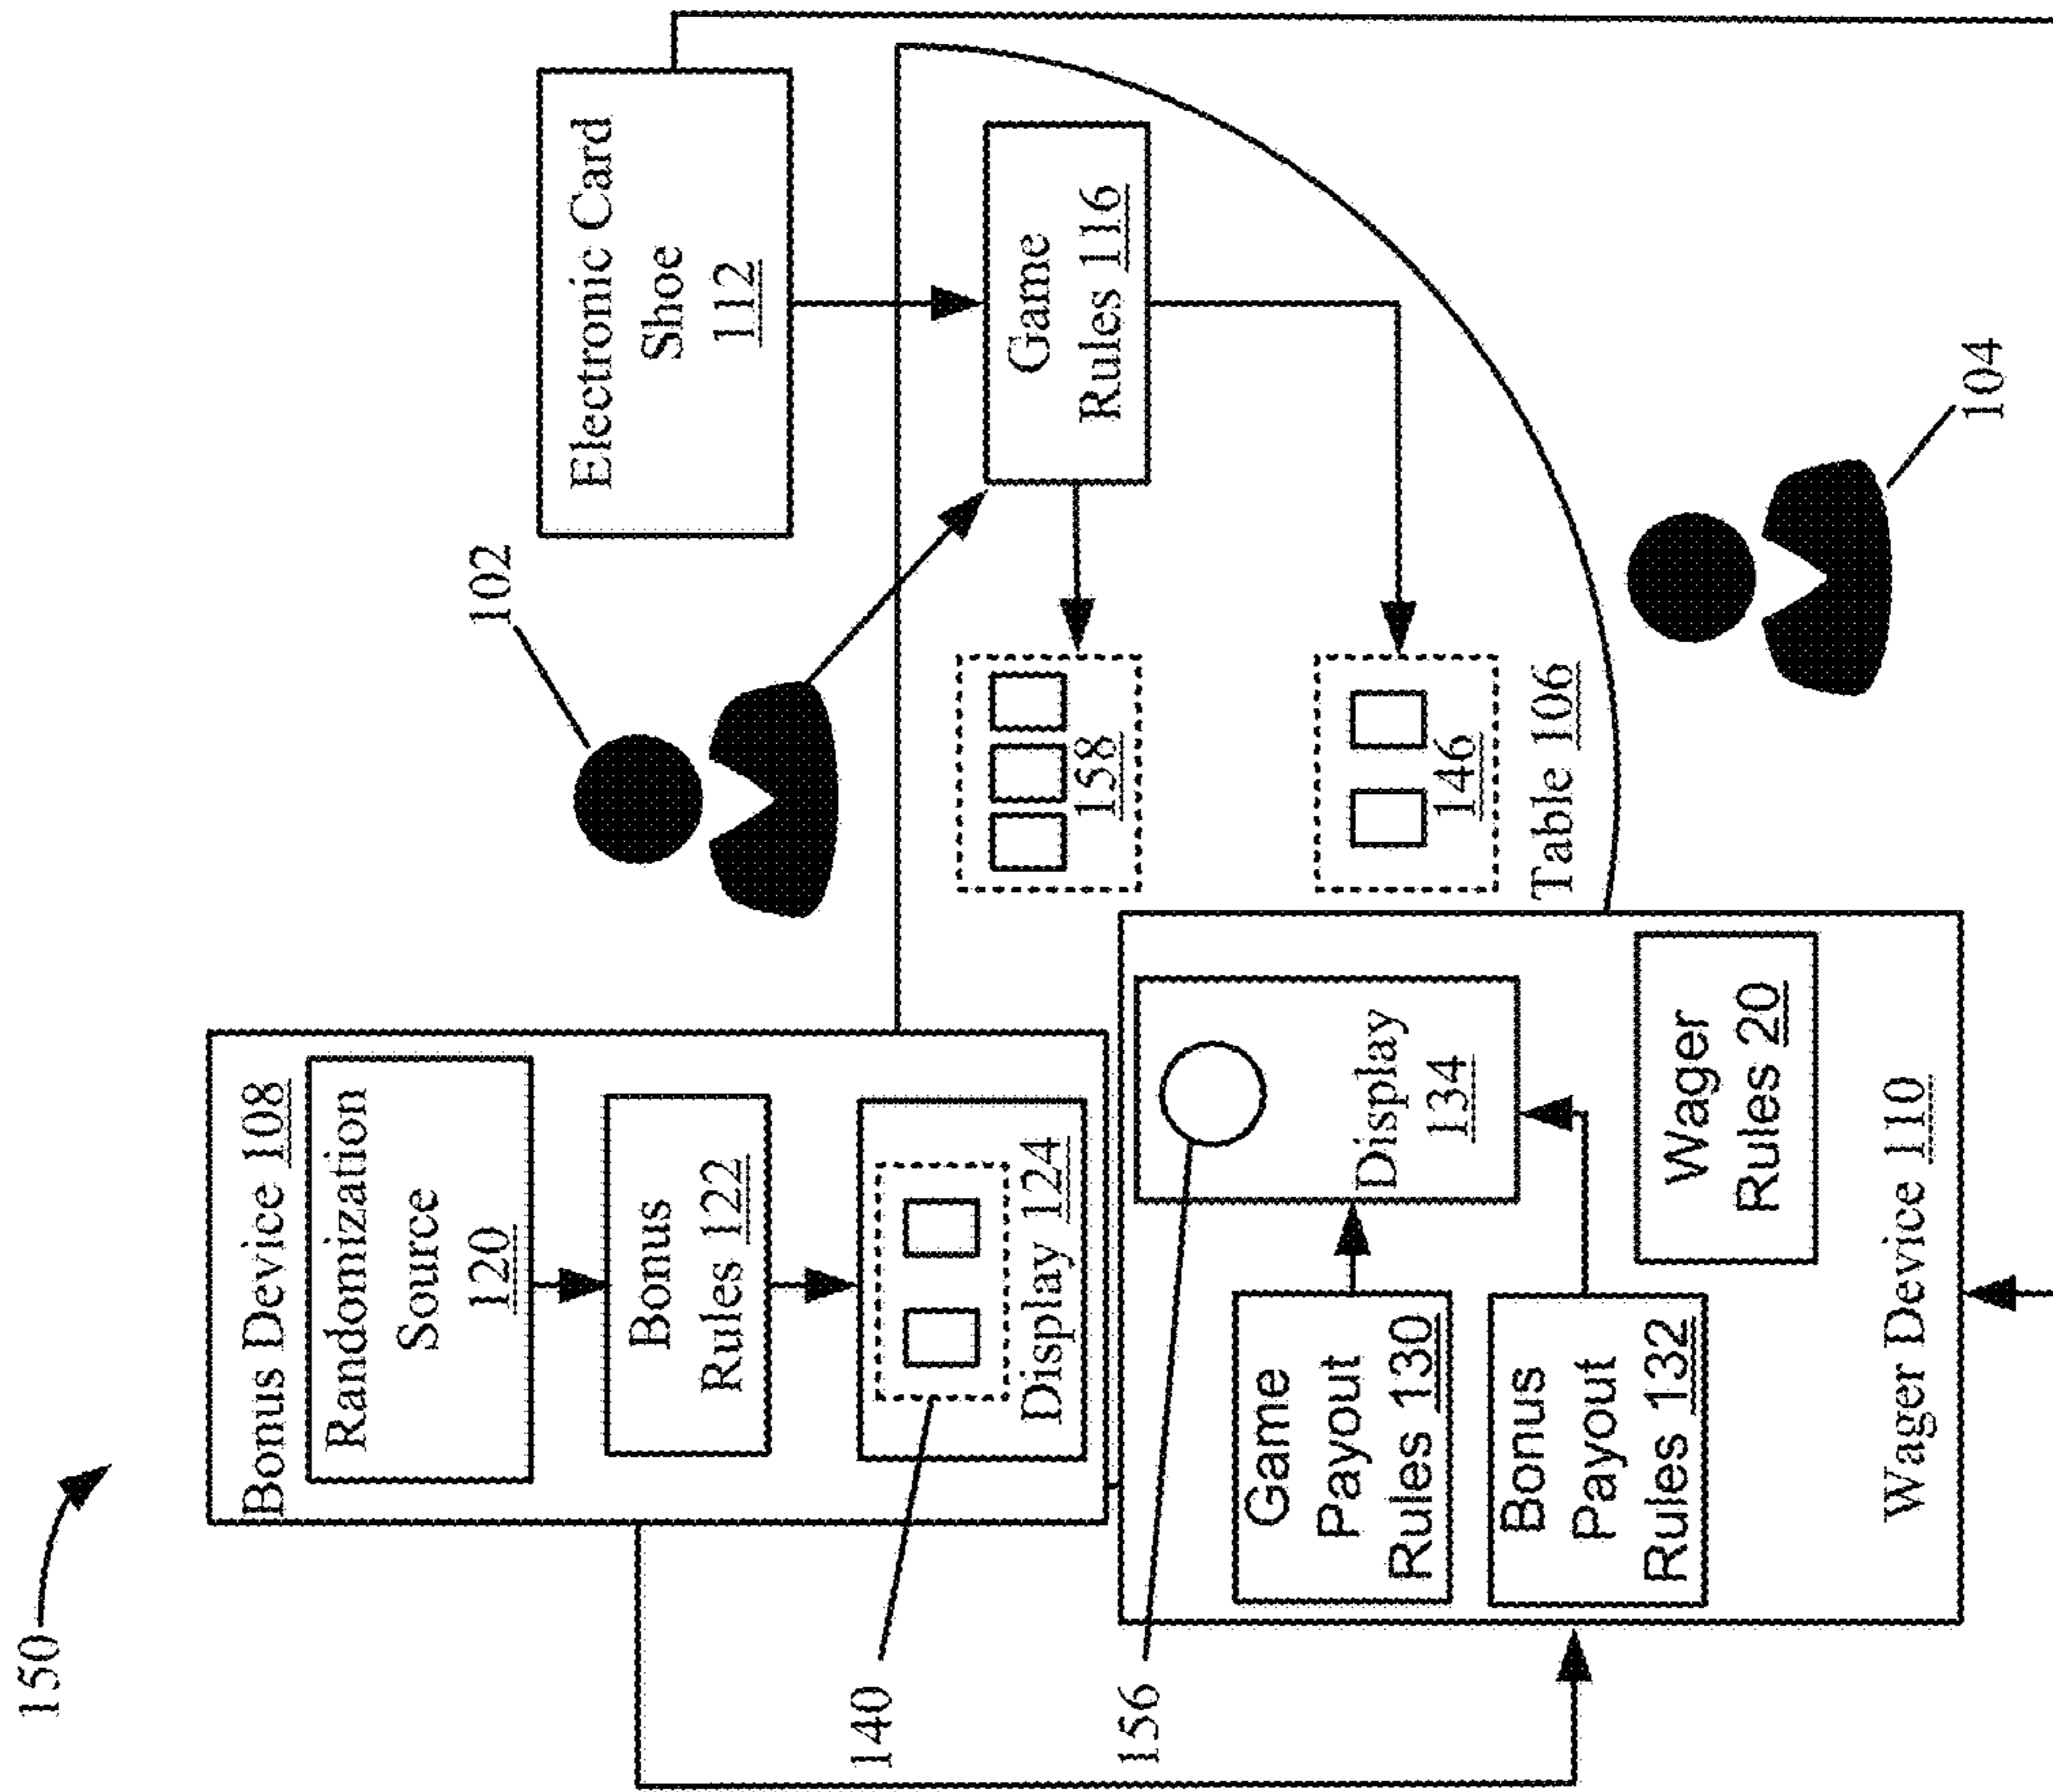 150
Bonus Device 108
Randomization
Source
120
Bonus
Rules 122
Display 124
140
156
102
Electronic Card
Shoe
112
Game
Rules 116
158
146
Table 106
104
Display
134
Game
Payout
Rules 130
Bonus
Payout
Rules 132
Wager
Rules 20
Wager Device 110